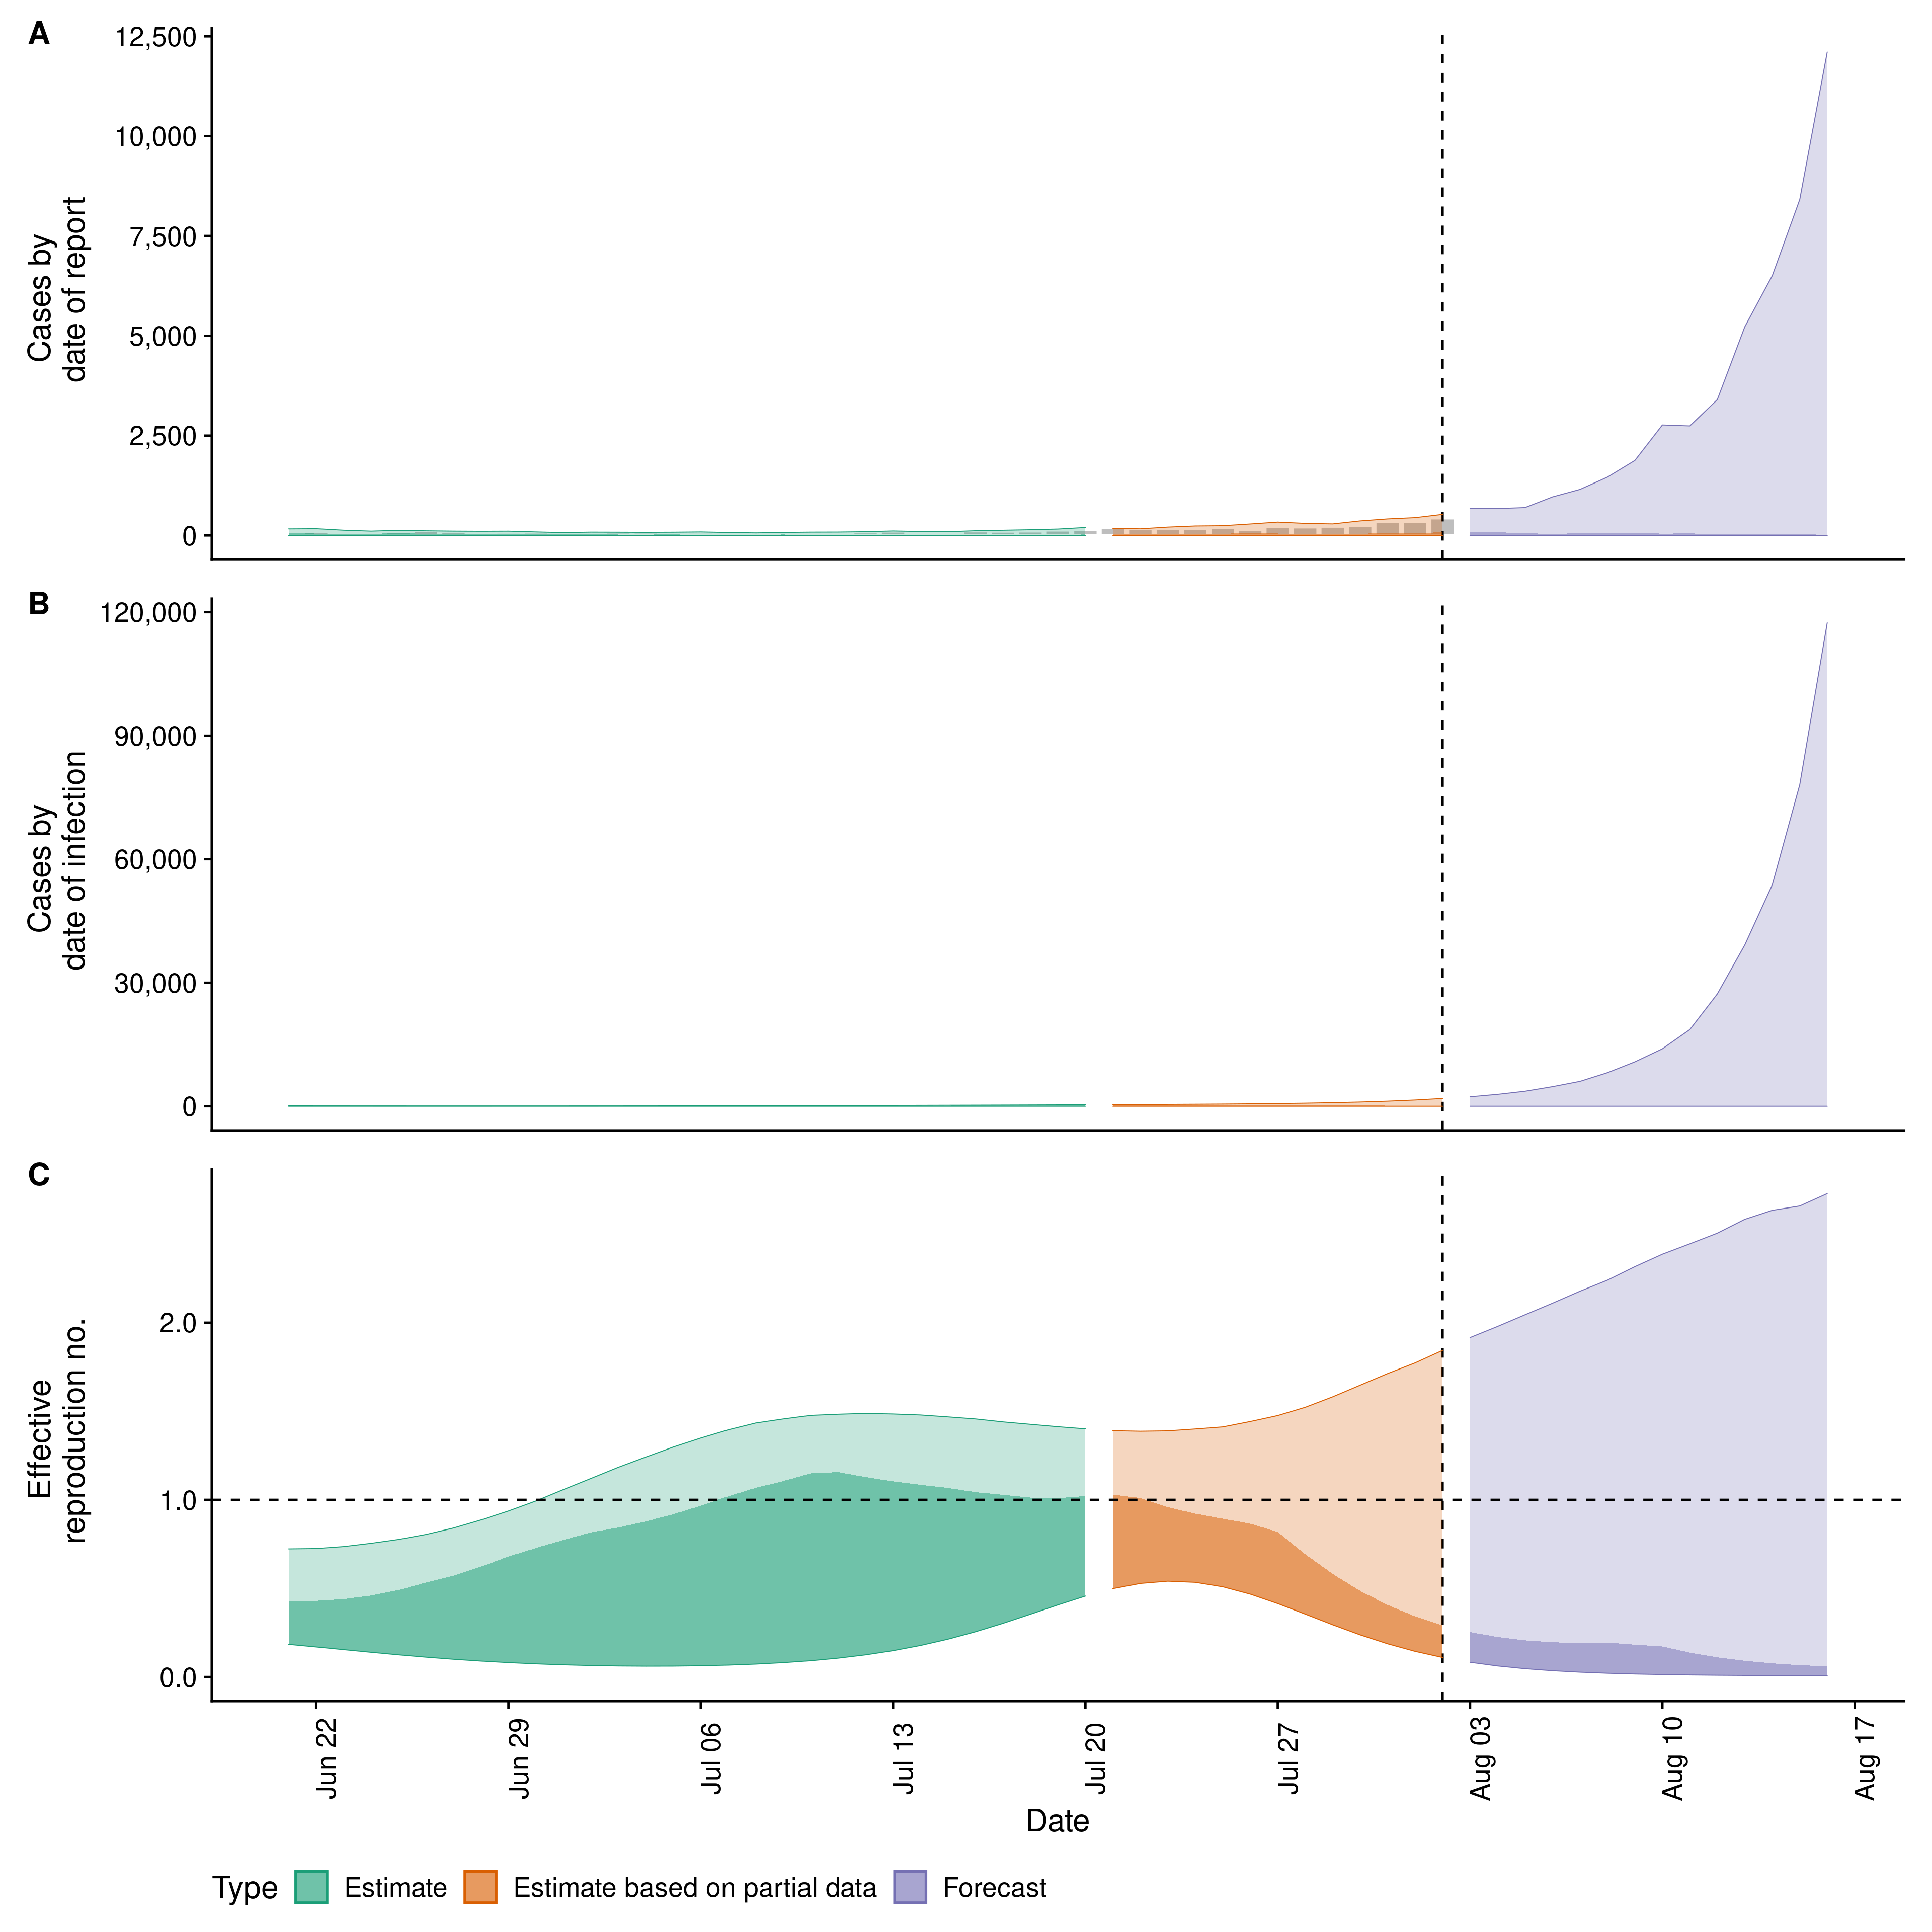 A
12,500
10,000
7,500
5,000
2,500
0
Cases by
date of report
B
120,000
90,000
60,000
30,000
0
Cases by
date of infection
C
2.0
1.0
0.0
Effective
reproduction no.
Jun 22
Jun 29
Jul 06
Jul 13
Jul 20
Jul 27
Aug 03
Aug 10
Aug 17
Date
Type Estimate Estimate based on partial data Forecast